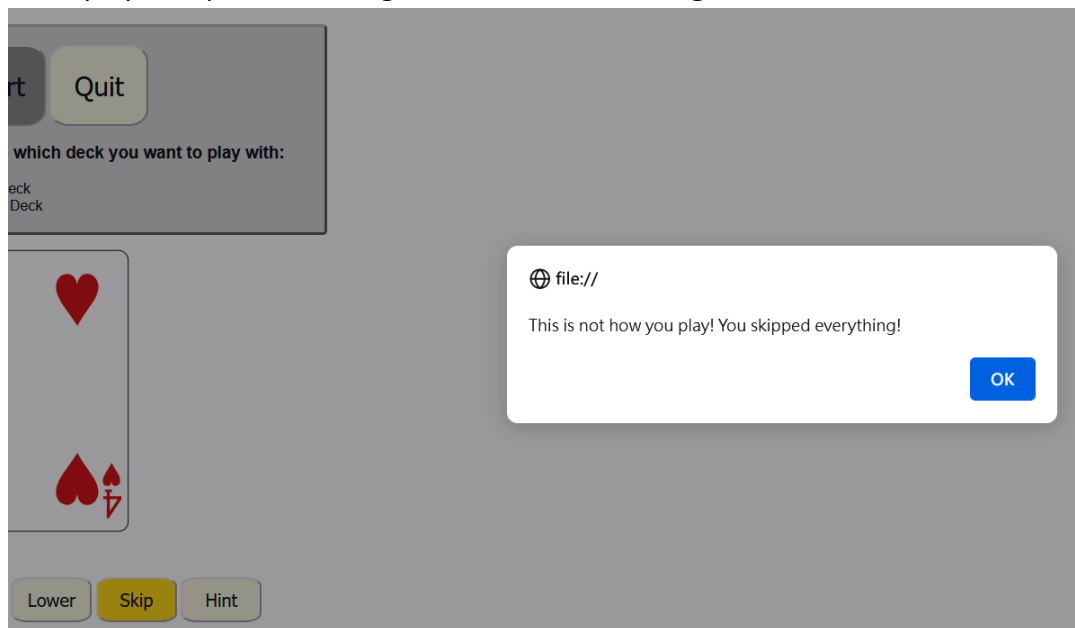 rt Quit
which deck you want to play with:
eck
Deck
file://
This is not how you play! You skipped everything!
OK
4
Lower Skip Hint